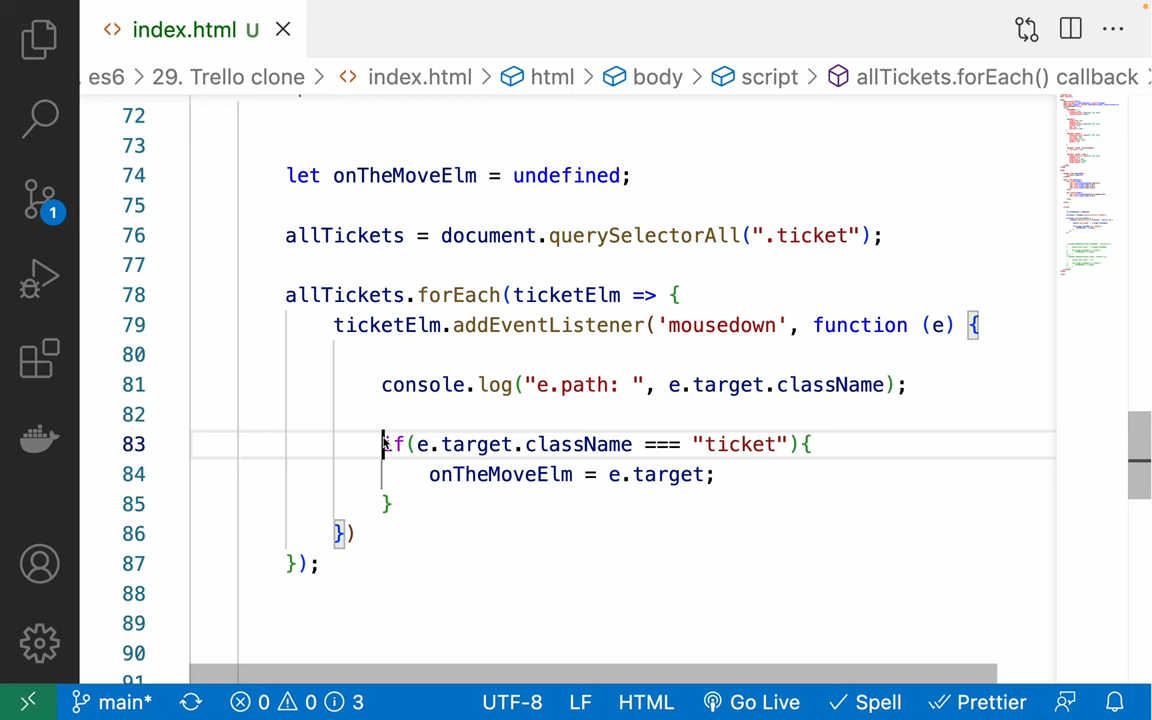 index.html U
. es6 > 29. Trello clone > index.html > html > body > script > allTickets.forEach() callback
72
73
74 let onTheMoveElm = undefined;
75
76 allTickets = document.querySelectorAll(".ticket");
77
78 allTickets.forEach(ticketElm => {
79 ticketElm.addEventListener('mousedown', function (e) {
80
81 console.log("e.path: ", e.target.className);
82
83 if(e.target.className === "ticket"){
84 onTheMoveElm = e.target;
85 }
86 })
87 });
88
89
90
91
1
main* 0 0 3 UTF-8 LF HTML Go Live Spell Prettier